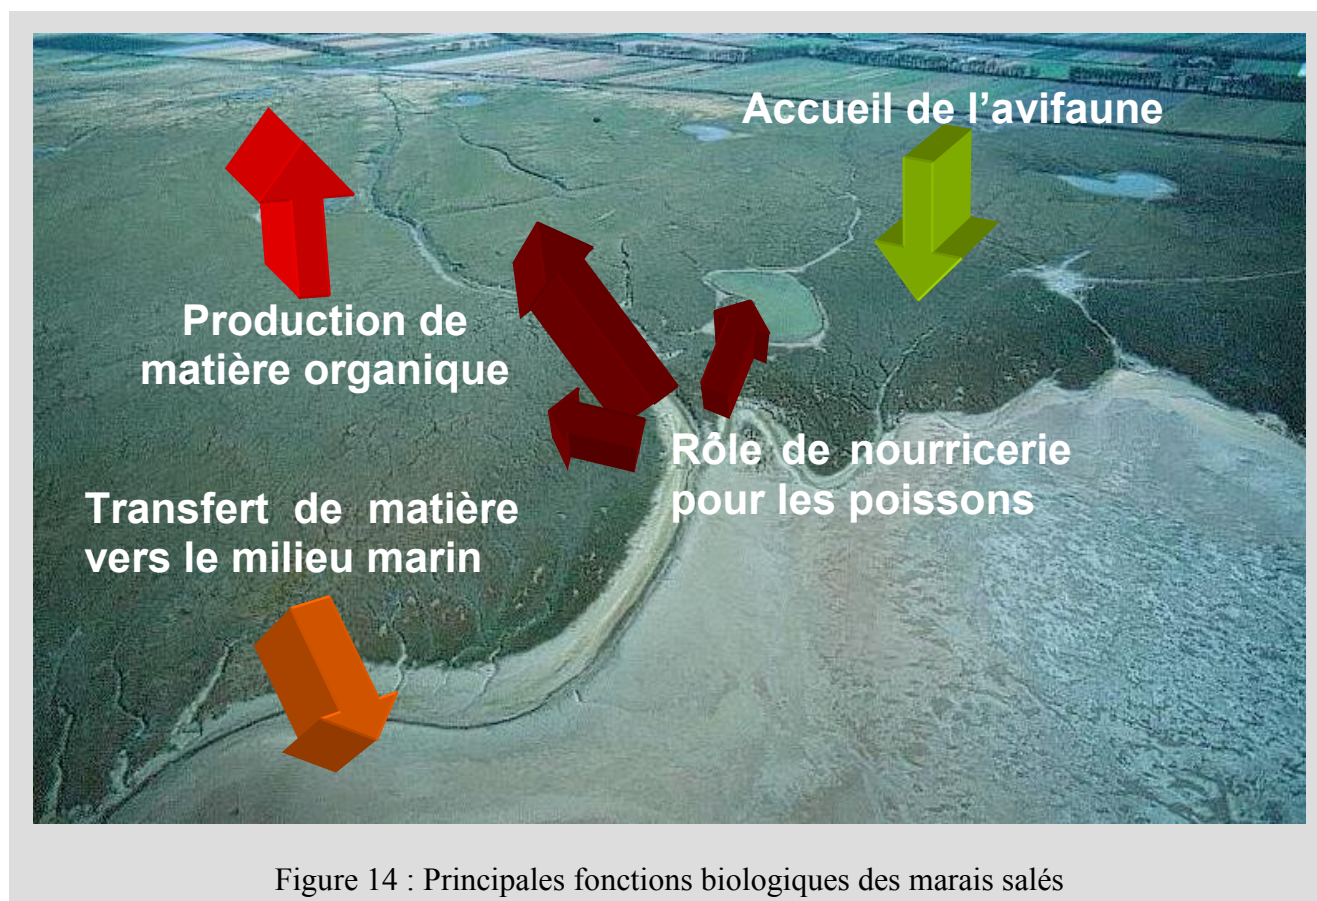 Accueil de l’avifaune
Production de
matière organique
Rôle de nourricerie
pour les poissons
Transfert de matière
vers le milieu marin
Figure 14 : Principales fonctions biologiques des marais salés